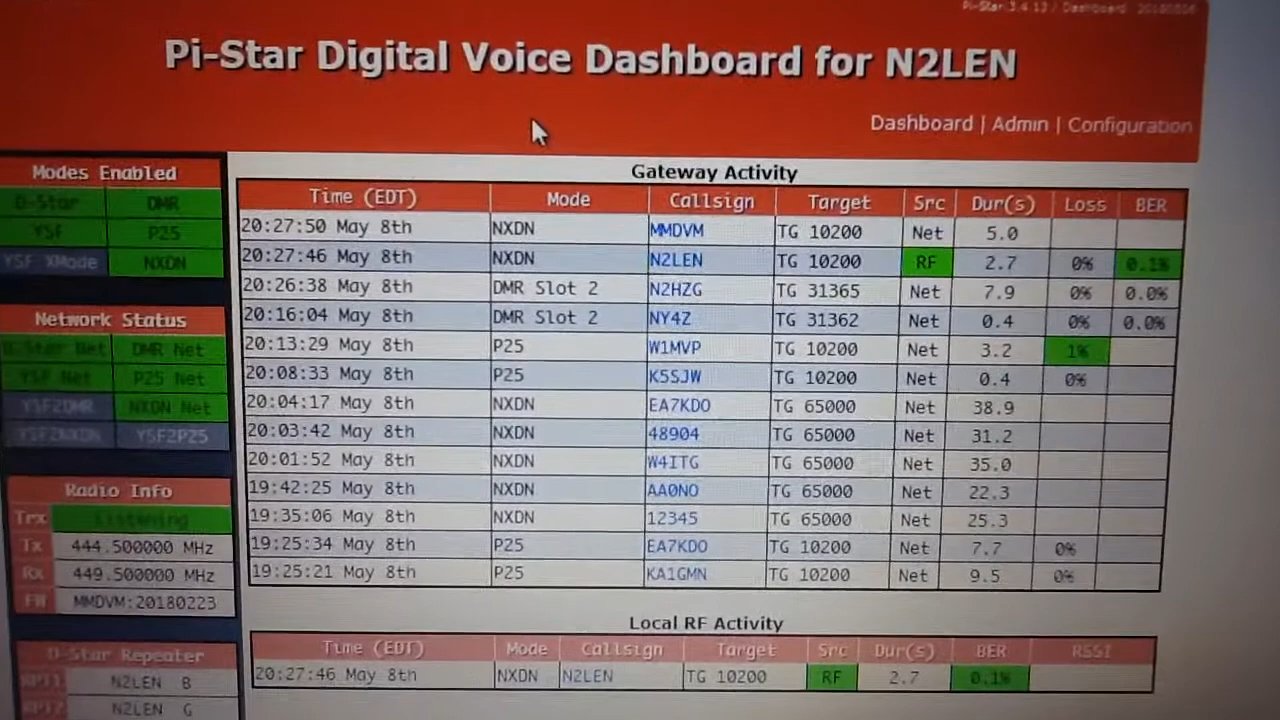 Pi-Star:3.4.13 / Dashboard: 20180506
Pi-Star Digital Voice Dashboard for N2LEN
Dashboard | Admin | Configuration
Modes Enabled
D-Star DMR
YSF P25
YSF XMode NXDN
Network Status
D-Star Net DMR Net
YSF Net P25 Net
YSF2DMR NXDN Net
YSF2NXDN YSF2P25
Radio Info
Trx Listening
Tx 444.500000 MHz
Rx 449.500000 MHz
FW MMDVM:20180223
D-Star Repeater
RPT1 N2LEN B
RPT2 N2LEN G
Gateway Activity
Time (EDT) Mode Callsign Target Src Dur(s) Loss BER
20:27:50 May 8th NXDN MMDVM TG 10200 Net 5.0
20:27:46 May 8th NXDN N2LEN TG 10200 RF 2.7 0% 0.1%
20:26:38 May 8th DMR Slot 2 N2HZG TG 31365 Net 7.9 0% 0.0%
20:16:04 May 8th DMR Slot 2 NY4Z TG 31362 Net 0.4 0% 0.0%
20:13:29 May 8th P25 W1MVP TG 10200 Net 3.2 1%
20:08:33 May 8th P25 K5SJW TG 10200 Net 0.4 0%
20:04:17 May 8th NXDN EA7KDO TG 65000 Net 38.9
20:03:42 May 8th NXDN 48904 TG 65000 Net 31.2
20:01:52 May 8th NXDN W4ITG TG 65000 Net 35.0
19:42:25 May 8th NXDN AA0NO TG 65000 Net 22.3
19:35:06 May 8th NXDN 12345 TG 65000 Net 25.3
19:25:34 May 8th P25 EA7KDO TG 10200 Net 7.7 0%
19:25:21 May 8th P25 KA1GMN TG 10200 Net 9.5 0%
Local RF Activity
Time (EDT) Mode Callsign Target Src Dur(s) BER RSSI
20:27:46 May 8th NXDN N2LEN TG 10200 RF 2.7 0.1%